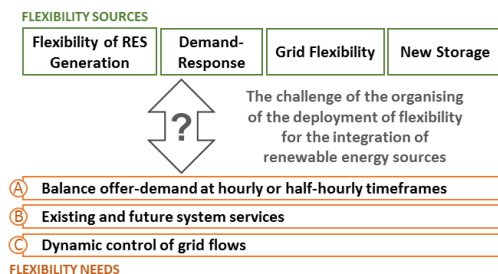 FLEXIBILITY SOURCES
Flexibility of RES Generation
Demand-Response
Grid Flexibility
New Storage
?
The challenge of the organising
of the deployment of flexibility
for the integration of
renewable energy sources
A Balance offer-demand at hourly or half-hourly timeframes
B Existing and future system services
C Dynamic control of grid flows
FLEXIBILITY NEEDS